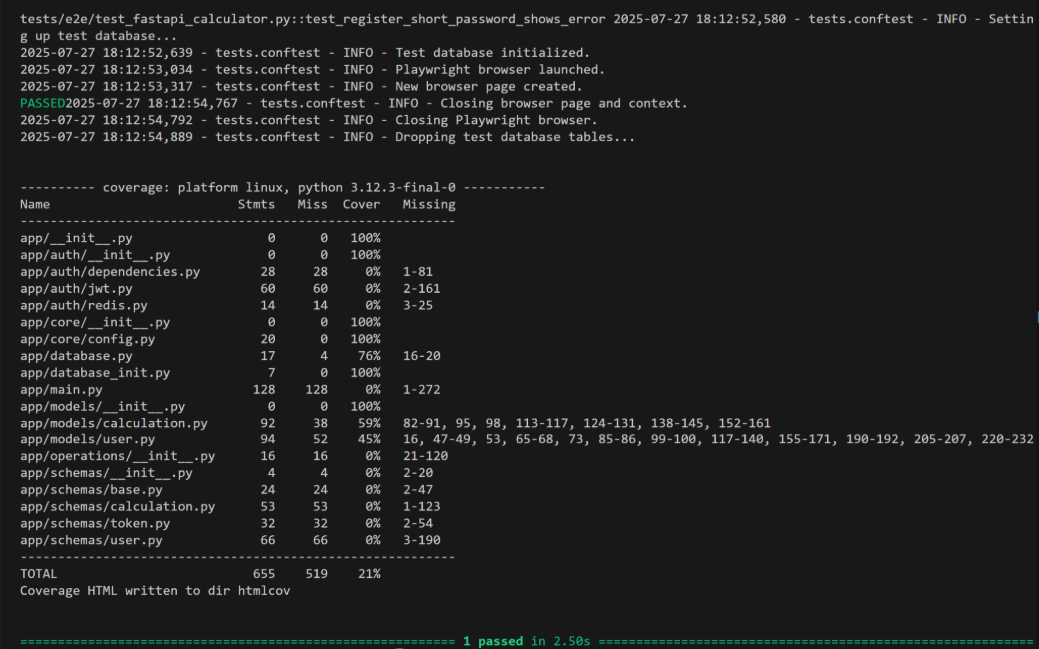 tests/e2e/test_fastapi_calculator.py::test_register_short_password_shows_error 2025-07-27 18:12:52,580 - tests.conftest - INFO - Settin
g up test database...
2025-07-27 18:12:52,639 - tests.conftest - INFO - Test database initialized.
2025-07-27 18:12:53,034 - tests.conftest - INFO - Playwright browser launched.
2025-07-27 18:12:53,317 - tests.conftest - INFO - New browser page created.
PASSED2025-07-27 18:12:54,767 - tests.conftest - INFO - Closing browser page and context.
2025-07-27 18:12:54,792 - tests.conftest - INFO - Closing Playwright browser.
2025-07-27 18:12:54,889 - tests.conftest - INFO - Dropping test database tables...
---------- coverage: platform linux, python 3.12.3-final-0 -----------
Name                         Stmts   Miss  Cover   Missing
----------------------------------------------------------
app/__init__.py                  0      0   100%
app/auth/__init__.py             0      0   100%
app/auth/dependencies.py        28     28     0%   1-81
app/auth/jwt.py                 60     60     0%   2-161
app/auth/redis.py               14     14     0%   3-25
app/core/__init__.py             0      0   100%
app/core/config.py              20      0   100%
app/database.py                 17      4    76%   16-20
app/database_init.py             7      0   100%
app/main.py                    128    128     0%   1-272
app/models/__init__.py           0      0   100%
app/models/calculation.py       92     38    59%   82-91, 95, 98, 113-117, 124-131, 138-145, 152-161
app/models/user.py              94     52    45%   16, 47-49, 53, 65-68, 73, 85-86, 99-100, 117-140, 155-171, 190-192, 205-207, 220-232
app/operations/__init__.py      16     16     0%   21-120
app/schemas/__init__.py          4      4     0%   2-20
app/schemas/base.py             24     24     0%   2-47
app/schemas/calculation.py      53     53     0%   1-123
app/schemas/token.py            32     32     0%   2-54
app/schemas/user.py             66     66     0%   3-190
----------------------------------------------------------
TOTAL                          655    519    21%
Coverage HTML written to dir htmlcov
========================================================== 1 passed in 2.50s ==========================================================